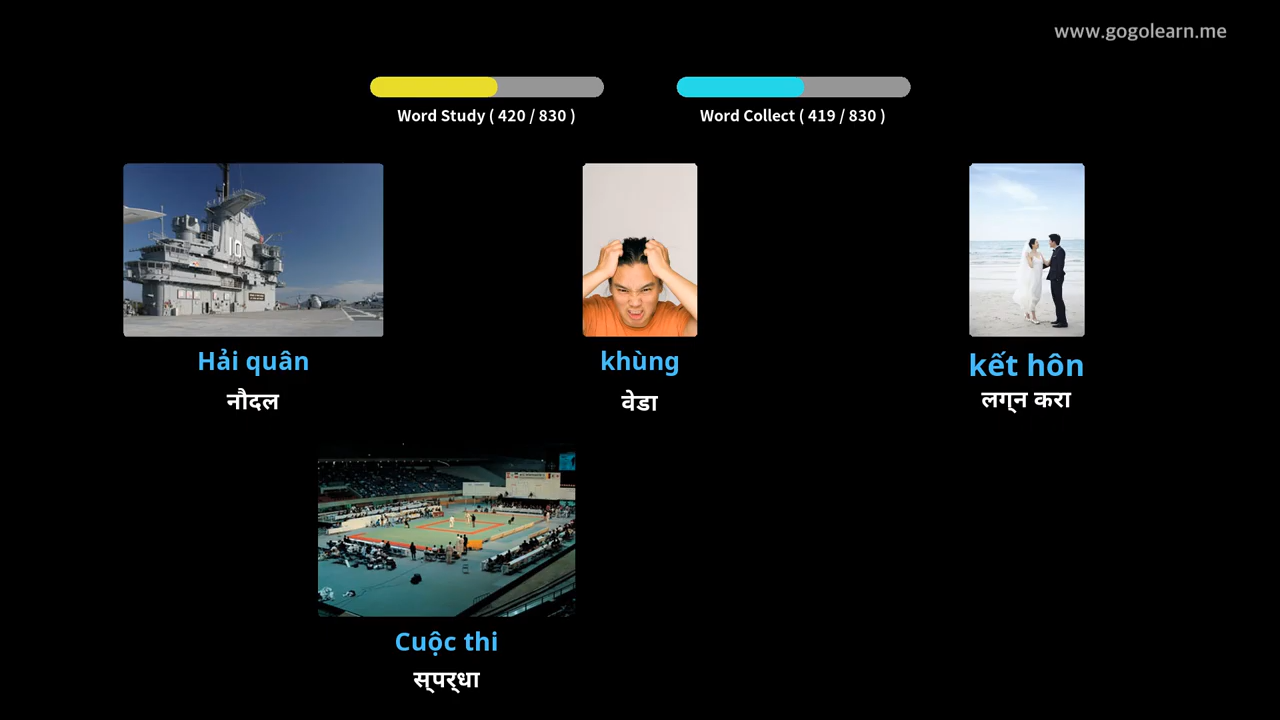 www.gogolearn.me
Word Study ( 420 / 830 )
Word Collect ( 419 / 830 )
10
Hải quân
khùng
kết hôn
नौदल
वेडा
लग्‌न करा
Cuộc thi
स्‌पर्‌धा